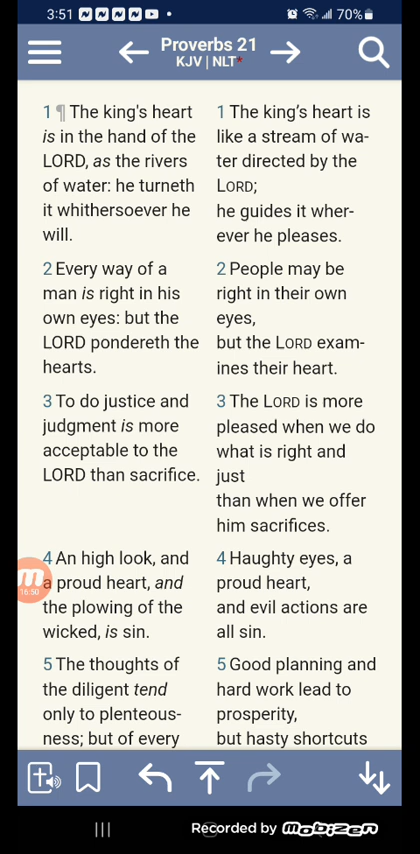 3:51 N N N N 70%
Proverbs 21
KJV | NLT*
1 ¶ The king's heart
is in the hand of the
LORD, as the rivers
of water: he turneth
it whithersoever he
will.
1 The king’s heart is
like a stream of wa-
ter directed by the
LORD;
he guides it wher-
ever he pleases.
2 Every way of a
man is right in his
own eyes: but the
LORD pondereth the
hearts.
2 People may be
right in their own
eyes,
but the LORD exam-
ines their heart.
3 To do justice and
judgment is more
acceptable to the
LORD than sacrifice.
3 The LORD is more
pleased when we do
what is right and
just
than when we offer
him sacrifices.
4 An high look, and
a proud heart, and
the plowing of the
wicked, is sin.
4 Haughty eyes, a
proud heart,
and evil actions are
all sin.
m
16:50
5 The thoughts of
the diligent tend
only to plenteous-
ness; but of every
5 Good planning and
hard work lead to
prosperity,
but hasty shortcuts
Recorded by mobizen